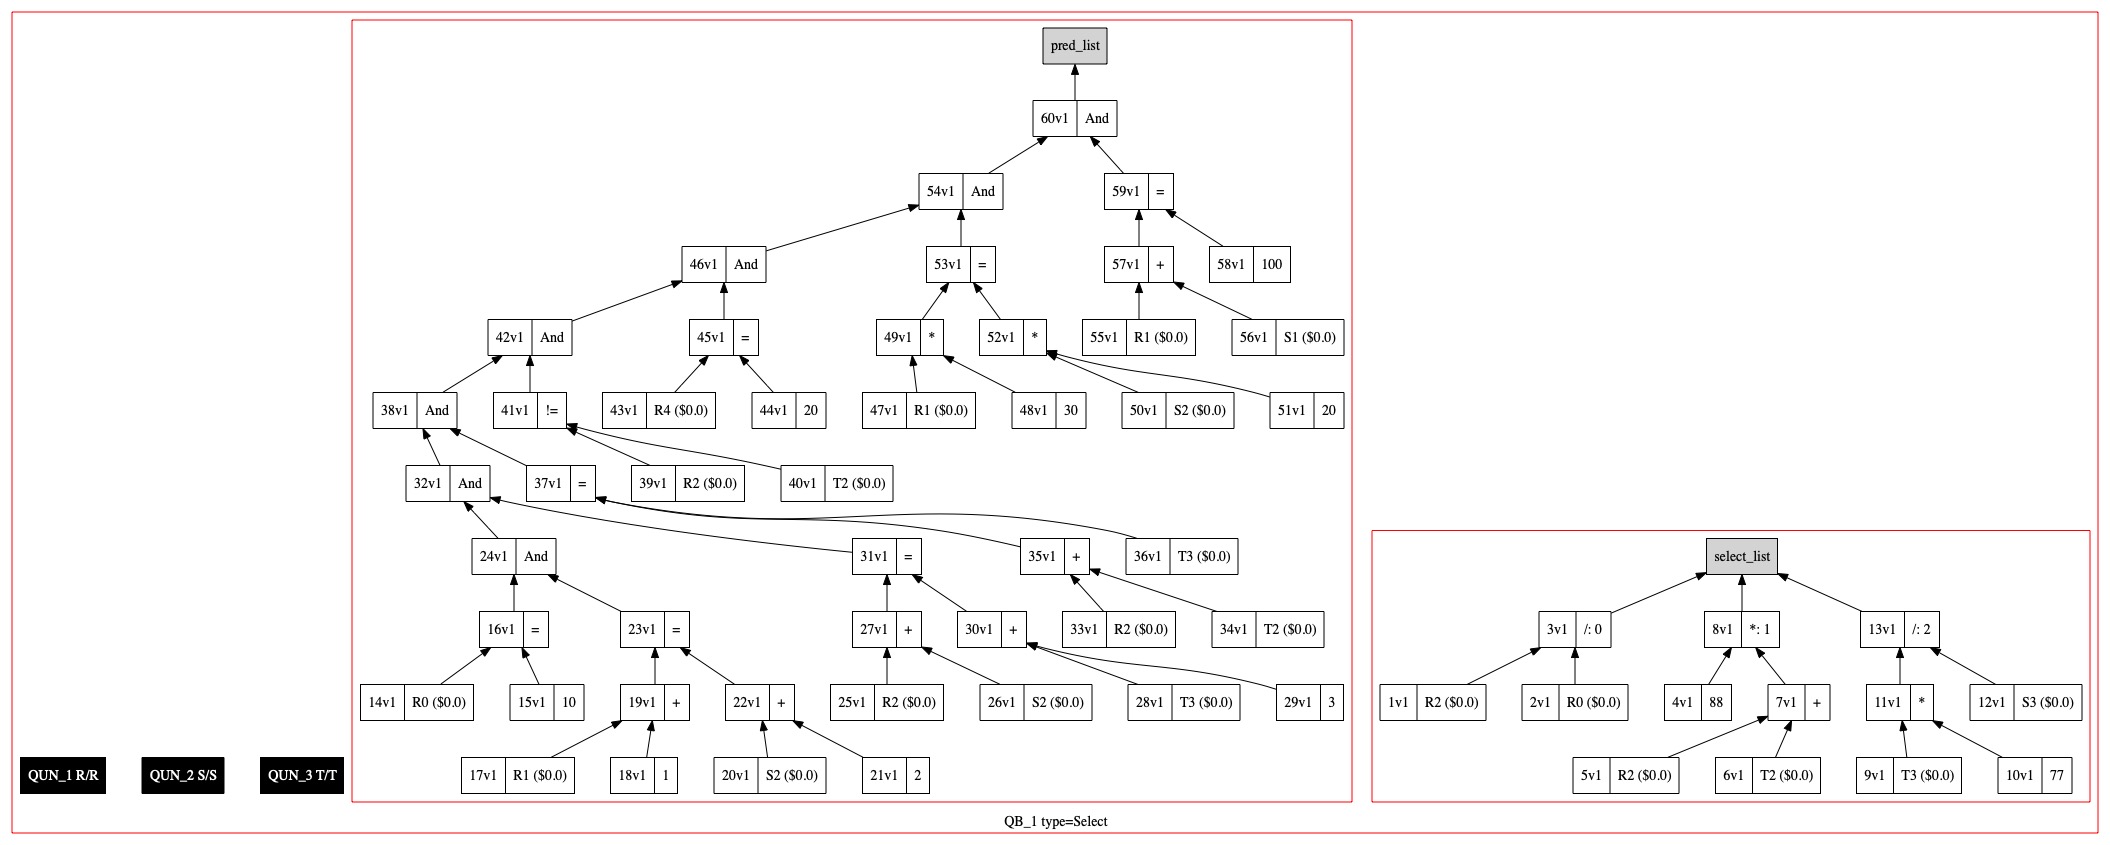 pred_list
60v1 And
54v1 And
59v1 =
46v1 And
53v1 =
57v1 +
58v1 100
42v1 And
45v1 =
49v1 *
52v1 *
55v1 R1 ($0.0)
56v1 S1 ($0.0)
38v1 And
41v1 !=
43v1 R4 ($0.0)
44v1 20
47v1 R1 ($0.0)
48v1 30
50v1 S2 ($0.0)
51v1 20
32v1 And
37v1 =
39v1 R2 ($0.0)
40v1 T2 ($0.0)
24v1 And
31v1 =
35v1 +
36v1 T3 ($0.0)
16v1 =
23v1 =
27v1 +
30v1 +
33v1 R2 ($0.0)
34v1 T2 ($0.0)
14v1 R0 ($0.0)
15v1 10
19v1 +
22v1 +
25v1 R2 ($0.0)
26v1 S2 ($0.0)
28v1 T3 ($0.0)
29v1 3
17v1 R1 ($0.0)
18v1 1
20v1 S2 ($0.0)
21v1 2
select_list
3v1 /: 0
8v1 *: 1
13v1 /: 2
1v1 R2 ($0.0)
2v1 R0 ($0.0)
4v1 88
7v1 +
11v1 *
12v1 S3 ($0.0)
5v1 R2 ($0.0)
6v1 T2 ($0.0)
9v1 T3 ($0.0)
10v1 77
QUN_1 R/R
QUN_2 S/S
QUN_3 T/T
QB_1 type=Select